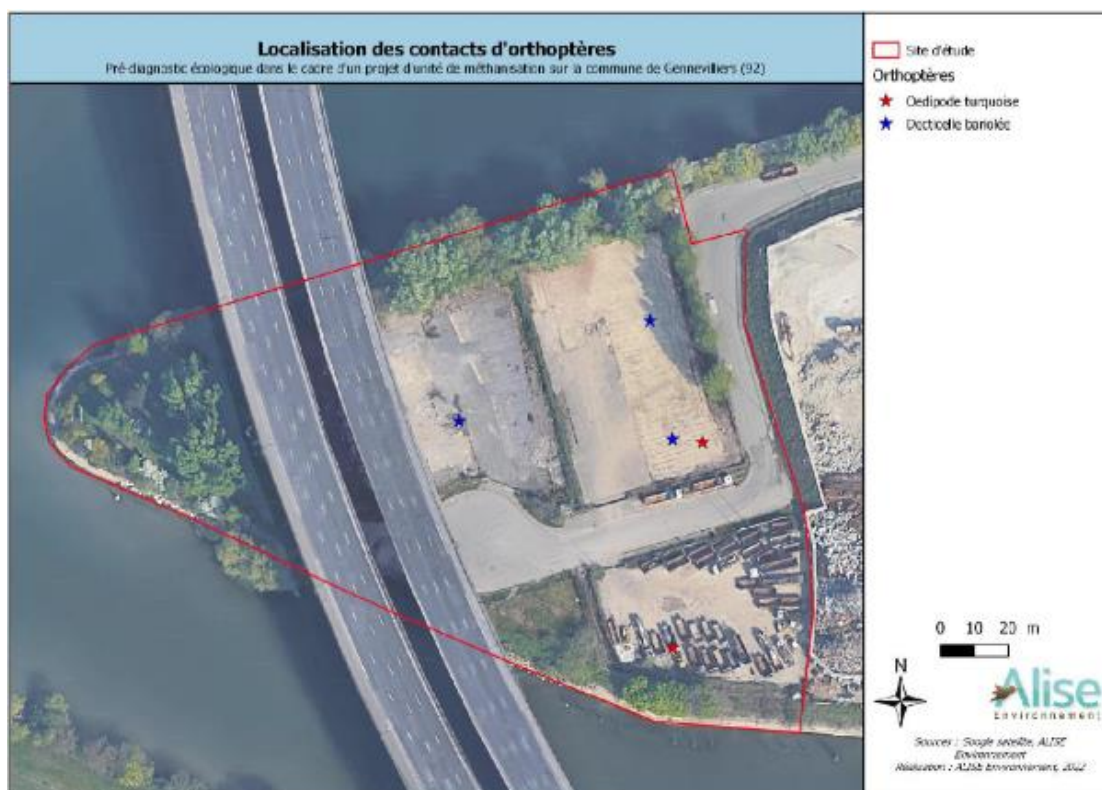 Localisation des contacts d'orthoptères
Pré-diagnostic écologique dans le cadre d'un projet d'unité de méthanisation sur la commune de Gennevilliers (92)
Site d'étude
Orthoptères
Oedipode turquoise
Decticelle bariolée
0 10 20 m
N
Alise
Environnement
Sources : Google satellite, ALISE
Environnement
Réalisation : ALISE Environnement, 2022